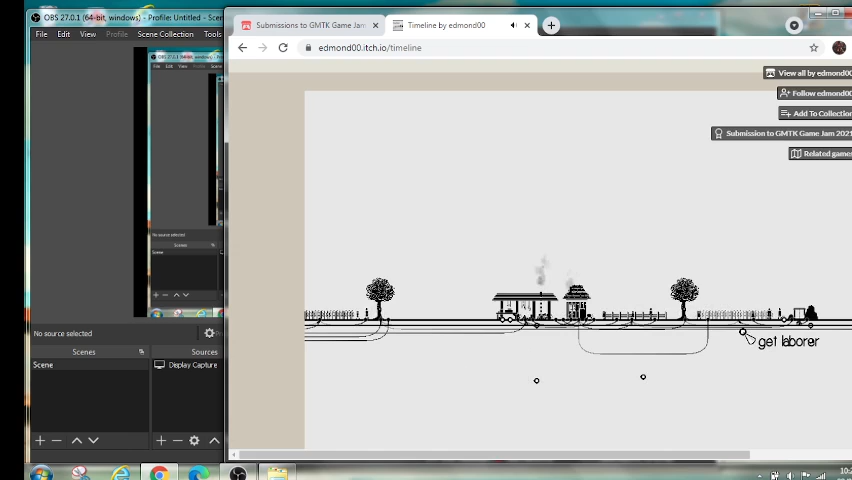 OBS 27.0.1 (64-bit, windows) - Profile: Untitled - Scen
File Edit View Profile Scene Collection Tools
Submissions to GMTK Game Jam
Timeline by edmond00
edmond00.itch.io/timeline
View all by edmond00
Follow edmond00
Add To Collection
Submission to GMTK Game Jam 2021
Related games
get laborer
No source selected
Scenes
Sources
Scene
Display Capture